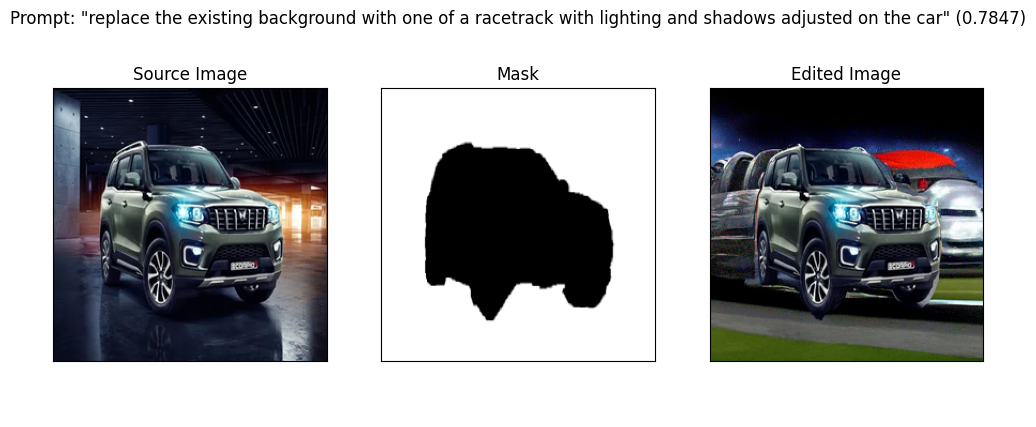 Prompt: "replace the existing background with one of a racetrack with lighting and shadows adjusted on the car" (0.7847)
Source Image
Mask
Edited Image